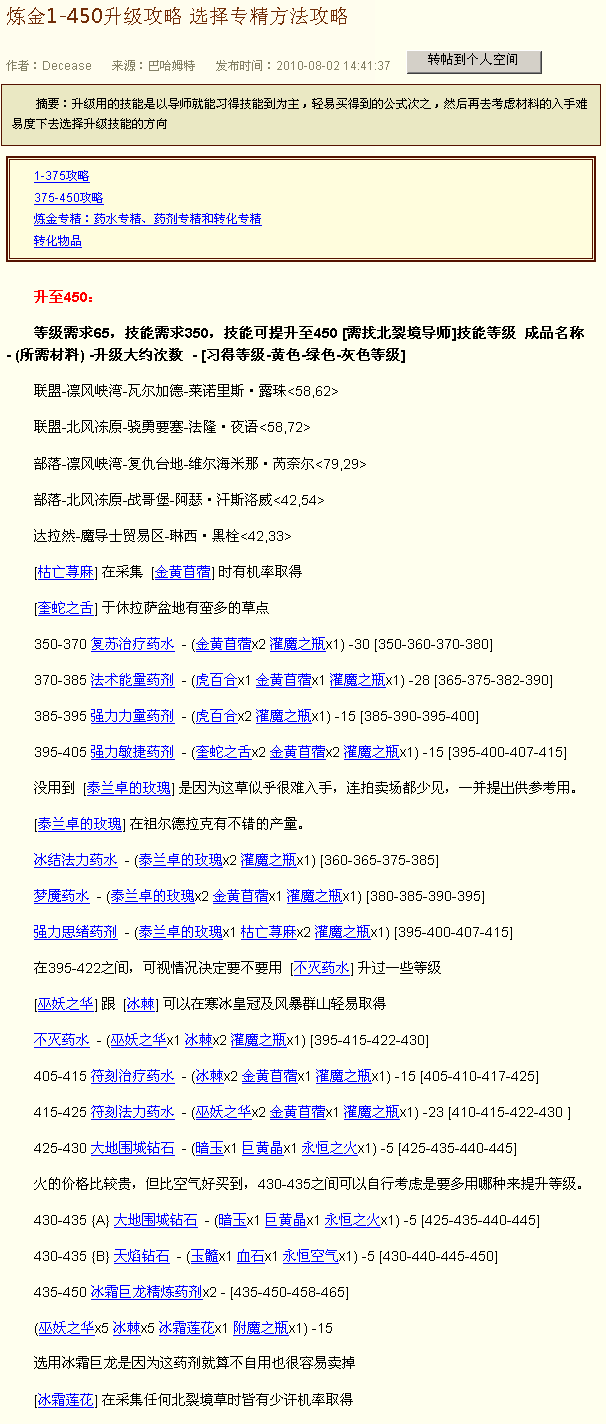 炼金1-450升级攻略 选择专精方法攻略
作者：Decease 来源：巴哈姆特 发布时间：2010-08-02 14:41:37 转帖到个人空间
摘要：升级用的技能是以导师就能习得技能到为主，轻易买得到的公式次之，然后再去考虑材料的入手难
易度下去选择升级技能的方向
1-375攻略
375-450攻略
炼金专精：药水专精、药剂专精和转化专精
转化物品
升至450：
等级需求65，技能需求350，技能可提升至450 [需找北裂境导师]技能等级 成品名称
- (所需材料) -升级大约次数 - [习得等级-黄色-绿色-灰色等级]
联盟-凛风峡湾-瓦尔加德-莱诺里斯·露珠<58,62>
联盟-北风冻原-骁勇要塞-法隆·夜语<58,72>
部落-凛风峡湾-复仇台地-维尔海米那·芮奈尔<79,29>
部落-北风冻原-战哥堡-阿瑟·汗斯洛威<42,54>
达拉然-魔导士贸易区-琳西·黑栓<42,33>
[枯亡荨麻] 在采集 [金黄苜蓿] 时有机率取得
[奎蛇之舌] 于休拉萨盆地有蛮多的草点
350-370 复苏治疗药水 - (金黄苜蓿x2 灌魔之瓶x1) -30 [350-360-370-380]
370-385 法术能量药剂 - (虎百合x1 金黄苜蓿x1 灌魔之瓶x1) -28 [365-375-382-390]
385-395 强力力量药剂 - (虎百合x2 灌魔之瓶x1) -15 [385-390-395-400]
395-405 强力敏捷药剂 - (奎蛇之舌x2 金黄苜蓿x2 灌魔之瓶x1) -15 [395-400-407-415]
没用到 [泰兰卓的玫瑰] 是因为这草似乎很难入手，连拍卖场都少见，一并提出供参考用。
[泰兰卓的玫瑰] 在祖尔德拉克有不错的产量。
冰结法力药水 - (泰兰卓的玫瑰x2 灌魔之瓶x1) [360-365-375-385]
梦魇药水 - (泰兰卓的玫瑰x2 金黄苜蓿x1 灌魔之瓶x1) [380-385-390-395]
强力思绪药剂 - (泰兰卓的玫瑰x1 枯亡荨麻x2 灌魔之瓶x1) [395-400-407-415]
在395-422之间，可视情况决定要不要用 [不灭药水] 升过一些等级
[巫妖之华] 跟 [冰棘] 可以在寒冰皇冠及风暴群山轻易取得
不灭药水 - (巫妖之华x1 冰棘x2 灌魔之瓶x1) [395-415-422-430]
405-415 符刻治疗药水 - (冰棘x2 金黄苜蓿x1 灌魔之瓶x1) -15 [405-410-417-425]
415-425 符刻法力药水 - (巫妖之华x2 金黄苜蓿x1 灌魔之瓶x1) -23 [410-415-422-430 ]
425-430 大地围城钻石 - (暗玉x1 巨黄晶x1 永恒之火x1) -5 [425-435-440-445]
火的价格比较贵，但比空气好买到，430-435之间可以自行考虑是要多用哪种来提升等级。
430-435 {A} 大地围城钻石 - (暗玉x1 巨黄晶x1 永恒之火x1) -5 [425-435-440-445]
430-435 {B} 天焰钻石 - (玉髓x1 血石x1 永恒空气x1) -5 [430-440-445-450]
435-450 冰霜巨龙精炼药剂x2 - [435-450-458-465]
(巫妖之华x5 冰棘x5 冰霜莲花x1 附魔之瓶x1) -15
选用冰霜巨龙是因为这药剂就算不自用也很容易卖掉
[冰霜莲花] 在采集任何北裂境草时皆有少许机率取得